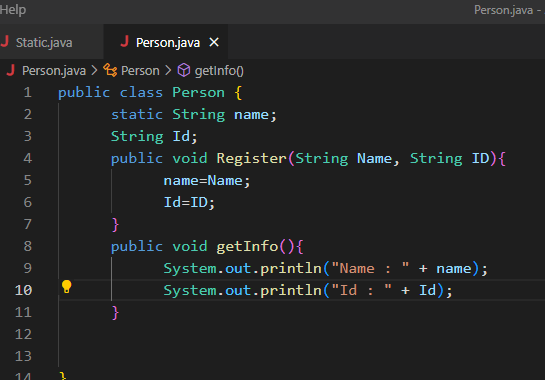 Help Person.java -
Static.java Person.java ×
Person.java > Person > getInfo()
1 public class Person {
2 static String name;
3 String Id;
4 public void Register(String Name, String ID){
5 name=Name;
6 Id=ID;
7 }
8 public void getInfo(){
9 System.out.println("Name : " + name);
10 System.out.println("Id : " + Id);
11 }
12
13
14 }